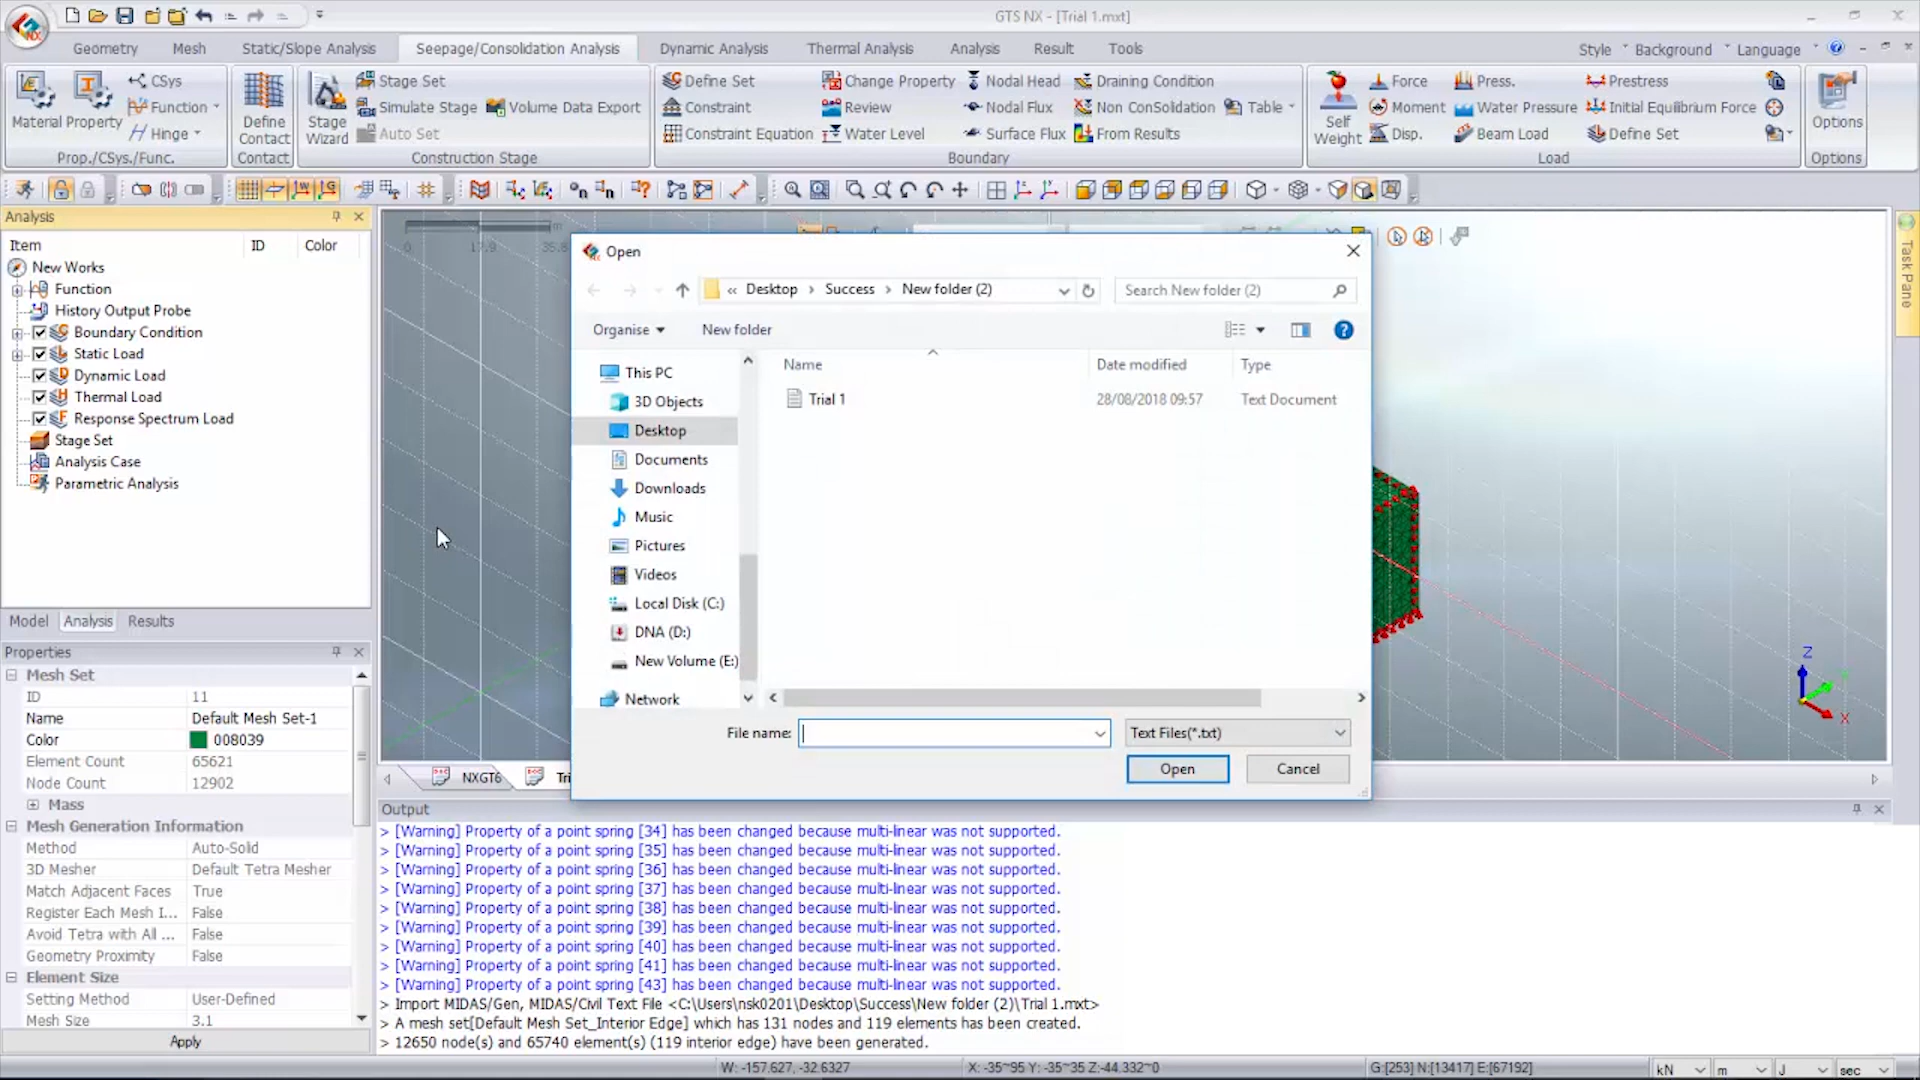 GTS NX - [Trial 1.mxt]
Geometry Mesh Static/Slope Analysis Seepage/Consolidation Analysis Dynamic Analysis Thermal Analysis Analysis Result Tools Style Background Language
CSys Stage Set Define Set Change Property Nodal Head Draining Condition Force Press. Prestress
Function Simulate Stage Volume Data Export Constraint Review Nodal Flux Non ConSolidation Table Moment Water Pressure Initial Equilibrium Force
Material Property Define Stage Self Options
Hinge Contact Wizard Auto Set Constraint Equation Water Level Surface Flux From Results Weight Disp. Beam Load Define Set
Prop./CSys./Func. Contact Construction Stage Boundary Load Options
Analysis
Item ID Color
New Works
Function
History Output Probe
Boundary Condition
Static Load
Dynamic Load
Thermal Load
Response Spectrum Load
Stage Set
Analysis Case
Parametric Analysis
Model Analysis Results
Properties
Mesh Set
ID 11
Name Default Mesh Set-1
Color 008039
Element Count 65621
Node Count 12902
Mass
Mesh Generation Information
Method Auto-Solid
3D Mesher Default Tetra Mesher
Match Adjacent Faces True
Register Each Mesh I... False
Avoid Tetra with All ... False
Geometry Proximity False
Element Size
Setting Method User-Defined
Mesh Size 3.1
Apply
0 17.9 35.8 m
Open
« Desktop › Success › New folder (2) Search New folder (2)
Organise New folder
Name Date modified Type
Trial 1 28/08/2018 09:57 Text Document
This PC
3D Objects
Desktop
Documents
Downloads
Music
Pictures
Videos
Local Disk (C:)
DNA (D:)
New Volume (E:)
Network
File name: Text Files(*.txt)
Open Cancel
Task Pane
Z
X
NXGT6 Tri
Output
> [Warning] Property of a point spring [34] has been changed because multi-linear was not supported.
> [Warning] Property of a point spring [35] has been changed because multi-linear was not supported.
> [Warning] Property of a point spring [36] has been changed because multi-linear was not supported.
> [Warning] Property of a point spring [37] has been changed because multi-linear was not supported.
> [Warning] Property of a point spring [38] has been changed because multi-linear was not supported.
> [Warning] Property of a point spring [39] has been changed because multi-linear was not supported.
> [Warning] Property of a point spring [40] has been changed because multi-linear was not supported.
> [Warning] Property of a point spring [41] has been changed because multi-linear was not supported.
> [Warning] Property of a point spring [43] has been changed because multi-linear was not supported.
> Import MIDAS/Gen, MIDAS/Civil Text File <C:\Users\nsk0201\Desktop\Success\New folder (2)\Trial 1.mxt>
> A mesh set[Default Mesh Set_Interior Edge] which has 131 nodes and 119 elements has been created.
> 12650 node(s) and 65740 element(s) (119 interior edge) have been generated.
W: -157.627, -32.6327 X: -35~95 Y: -35~35 Z:-44.332~0 G:[253] N:[13417] E:[67192] kN m J sec